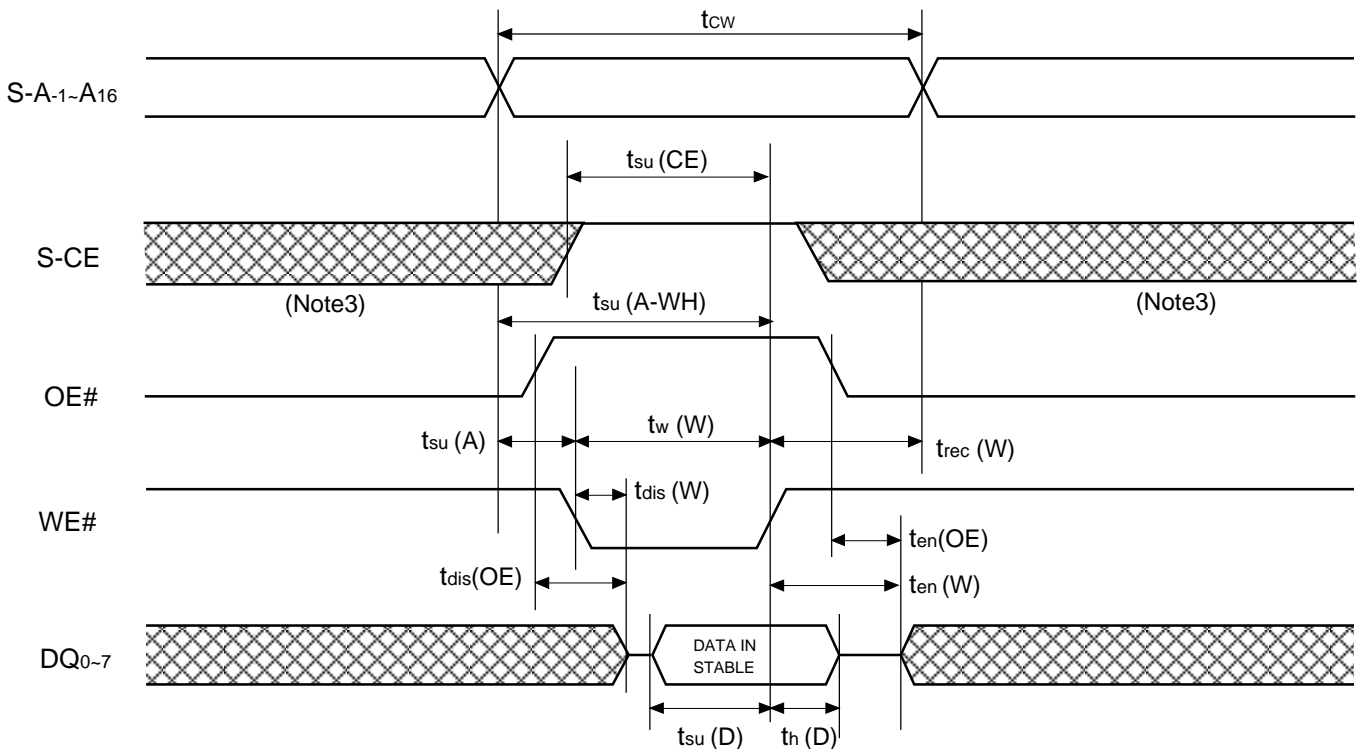 tCW
S-A-1~A16
tsu (CE)
S-CE
(Note3)
tsu (A-WH)
(Note3)
OE#
tsu (A)
tw (W)
trec (W)
tdis (W)
WE#
ten(OE)
tdis(OE)
ten (W)
DQ0~7
DATA IN
STABLE
tsu (D)
th (D)